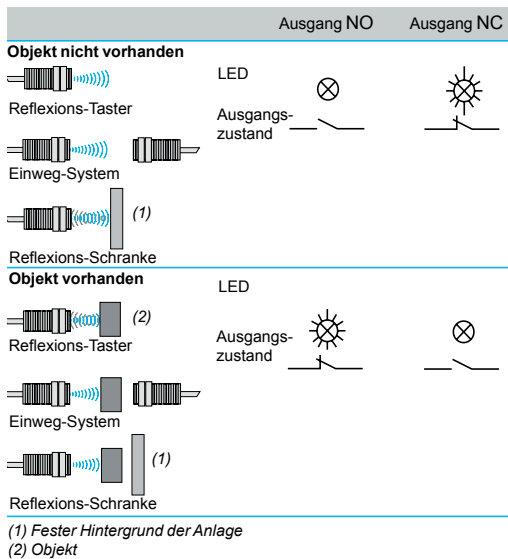 Ausgang NO Ausgang NC
Objekt nicht vorhanden
LED
Reflexions-Taster
Ausgangs-
zustand
Einweg-System
(1)
Reflexions-Schranke
Objekt vorhanden
LED
(2)
Reflexions-Taster
Ausgangs-
zustand
Einweg-System
(1)
Reflexions-Schranke
(1) Fester Hintergrund der Anlage
(2) Objekt